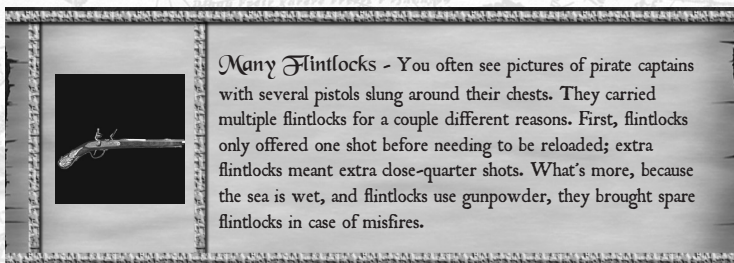 Many Flintlocks - You often see pictures of pirate captains
with several pistols slung around their chests. They carried
multiple flintlocks for a couple different reasons. First, flintlocks
only offered one shot before needing to be reloaded; extra
flintlocks meant extra close-quarter shots. What's more, because
the sea is wet, and flintlocks use gunpowder, they brought spare
flintlocks in case of misfires.